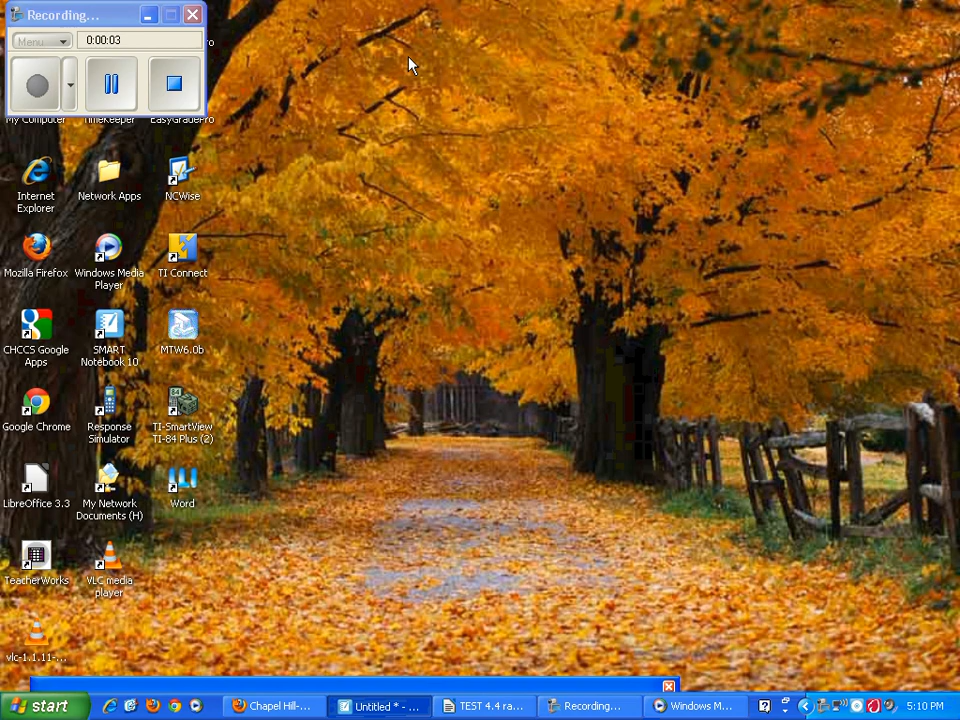 Recording...
Menu
0:00:03
ro
My Computer
TimeKeeper
EasyGradePro
Internet
Explorer
Network Apps
NCWise
Mozilla Firefox
Windows Media
Player
TI Connect
CHCCS Google
Apps
SMART
Notebook 10
MTW6.0b
Google Chrome
Response
Simulator
TI-SmartView
TI-84 Plus (2)
LibreOffice 3.3
My Network
Documents (H)
Word
TeacherWorks
VLC media
player
vlc-1.1.11-...
start
Chapel Hill-...
Untitled * - ...
TEST 4.4 ra...
Recording...
Windows M...
5:10 PM